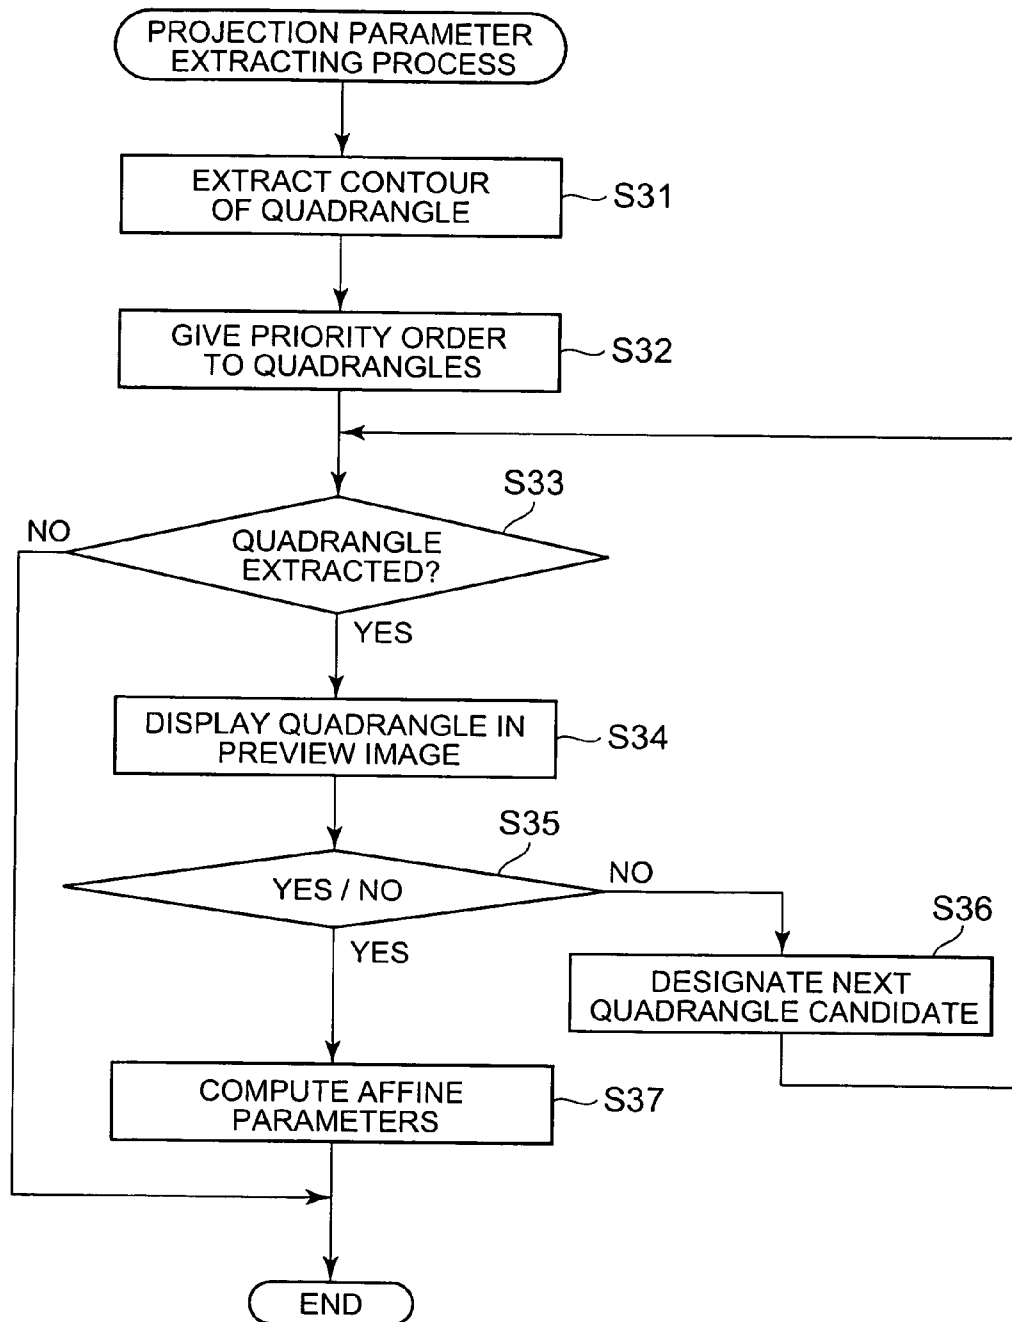 PROJECTION PARAMETER
EXTRACTING PROCESS
EXTRACT CONTOUR
OF QUADRANGLE
S31
GIVE PRIORITY ORDER
TO QUADRANGLES
S32
S33
NO
QUADRANGLE
EXTRACTED?
YES
DISPLAY QUADRANGLE IN
PREVIEW IMAGE
S34
S35
YES / NO
NO
YES
S36
DESIGNATE NEXT
QUADRANGLE CANDIDATE
COMPUTE AFFINE
PARAMETERS
S37
END